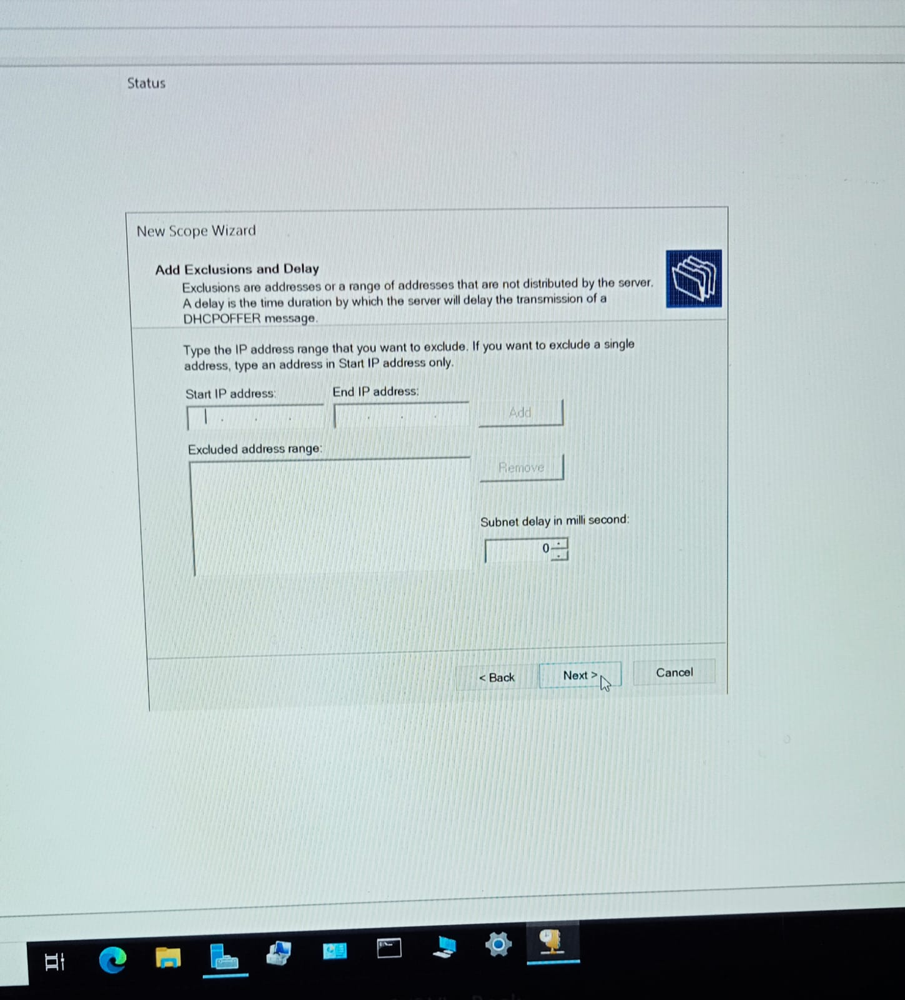 Status
New Scope Wizard
Add Exclusions and Delay
Exclusions are addresses or a range of addresses that are not distributed by the server.
A delay is the time duration by which the server will delay the transmission of a
DHCPOFFER message.
Type the IP address range that you want to exclude. If you want to exclude a single
address, type an address in Start IP address only.
Start IP address: End IP address:
Add
Excluded address range:
Remove
Subnet delay in milli second:
0
< Back Next > Cancel